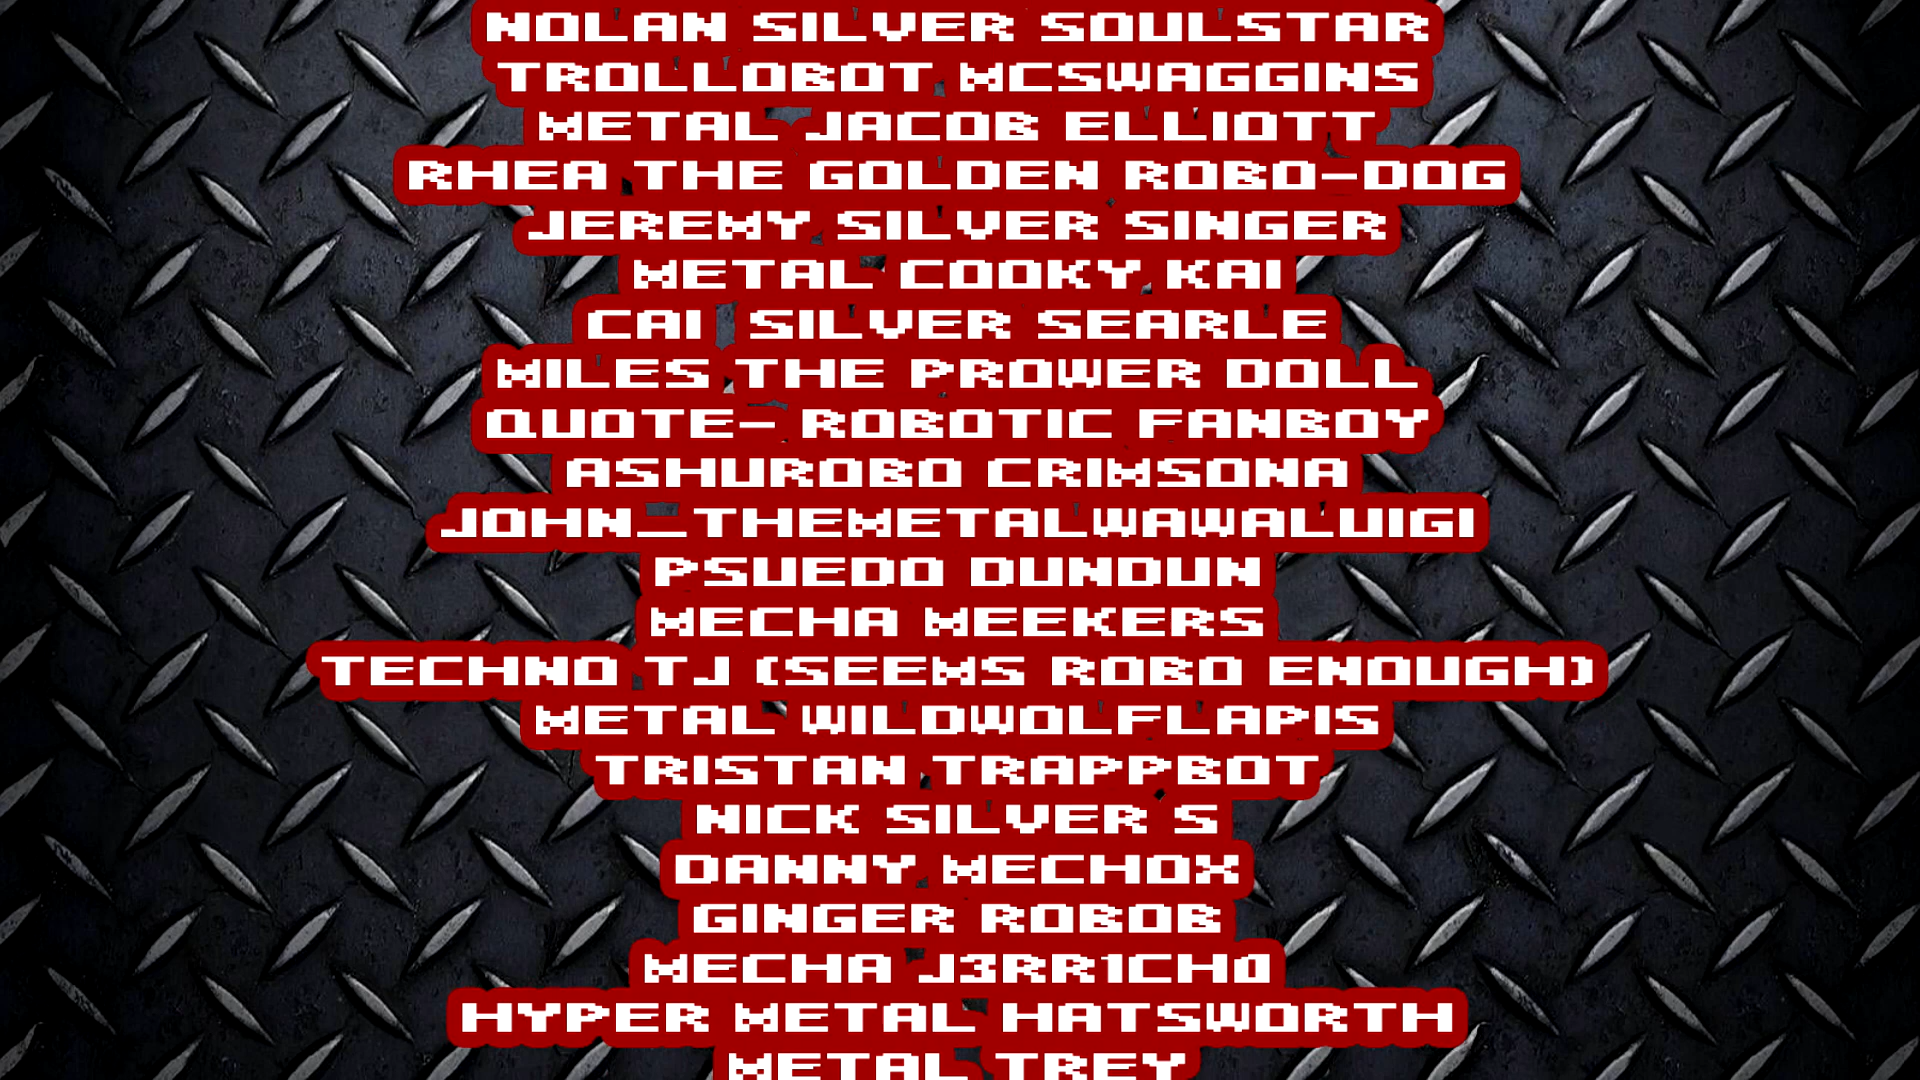 NOLAN SILVER SOULSTAR
TROLLOBOT MCSWAGGINS
METAL JACOB ELLIOTT
RHEA THE GOLDEN ROBO-DOG
JEREMY SILVER SINGER
METAL COOKY KAI
CAI SILVER SEARLE
MILES THE PROWER DOLL
QUOTE- ROBOTIC FANBOY
ASHUROBO CRIMSONA
JOHN_THEMETALWAWALUIGI
PSUEDO DUNDUN
MECHA MEEKERS
TECHNO TJ (SEEMS ROBO ENOUGH)
METAL WILDWOLFLAPIS
TRISTAN TRAPPBOT
NICK SILVER S
DANNY MECHOX
GINGER ROBOB
MECHA J3RR1CH0
HYPER METAL HATSWORTH
METAL TREY